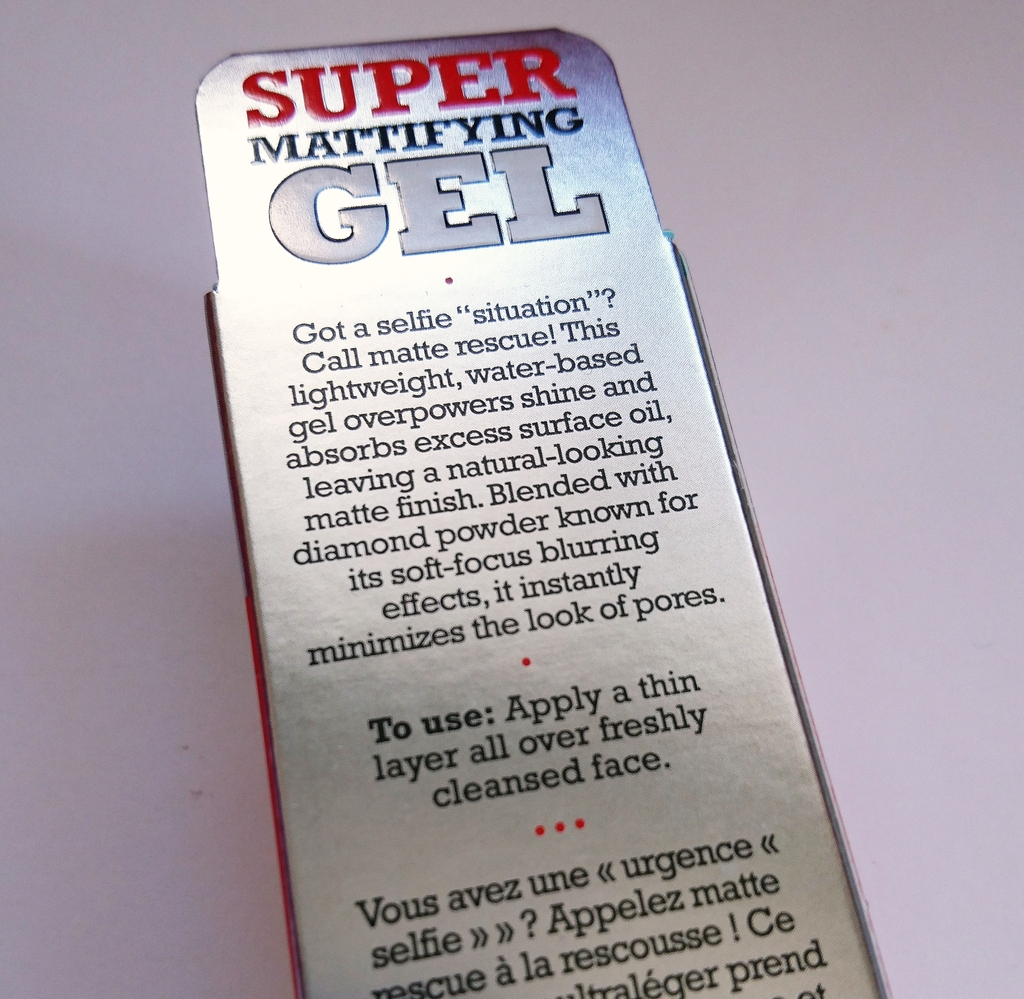 SUPER
MATTIFYING
GEL
Got a selfie “situation”?
Call matte rescue! This
lightweight, water-based
gel overpowers shine and
absorbs excess surface oil,
leaving a natural-looking
matte finish. Blended with
diamond powder known for
its soft-focus blurring
effects, it instantly
minimizes the look of pores.
To use: Apply a thin
layer all over freshly
cleansed face.
Vous avez une « urgence «
selfie » » ? Appelez matte
rescue à la rescousse ! Ce
ultraléger prend
et